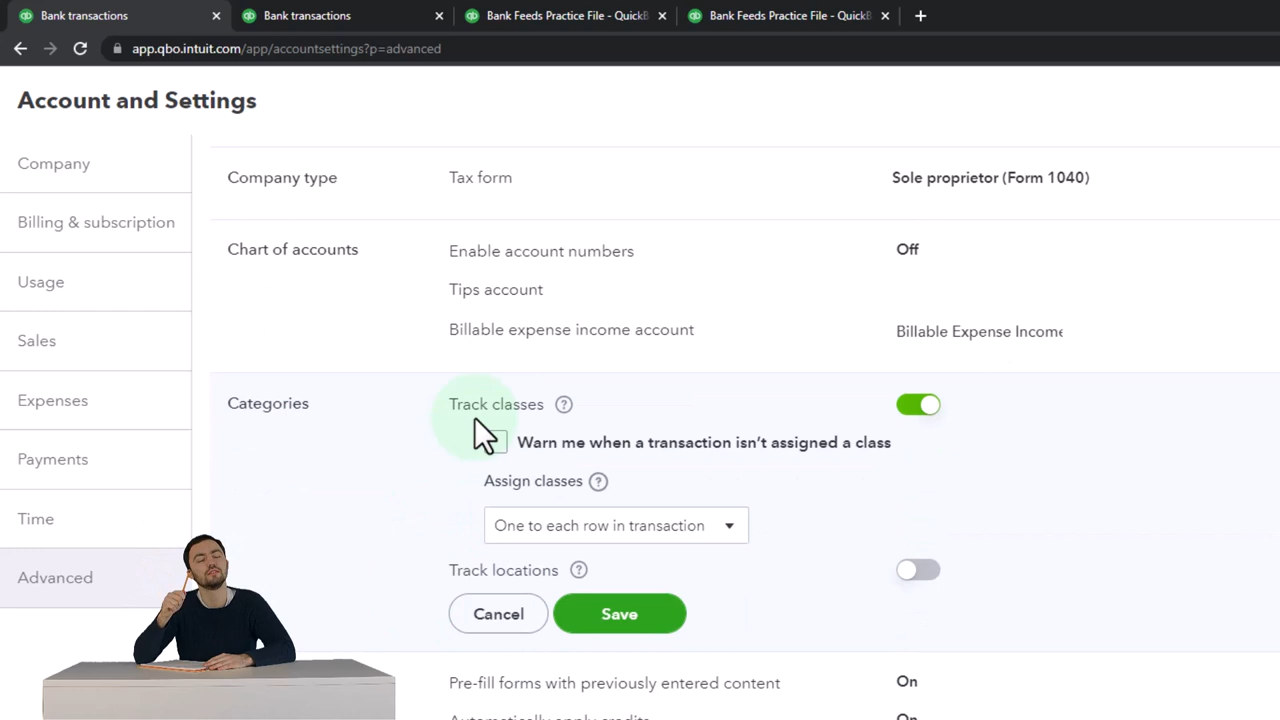 Bank transactions
Bank transactions
Bank Feeds Practice File - QuickB
Bank Feeds Practice File - QuickB
app.qbo.intuit.com/app/accountsettings?p=advanced
Account and Settings
Company
Billing & subscription
Usage
Sales
Expenses
Payments
Time
Advanced
Company type
Tax form
Sole proprietor (Form 1040)
Chart of accounts
Enable account numbers
Off
Tips account
Billable expense income account
Billable Expense Income
Categories
Track classes ?
Warn me when a transaction isn't assigned a class
Assign classes ?
One to each row in transaction
Track locations ?
Cancel
Save
Pre-fill forms with previously entered content
On
Automatically apply credits
On